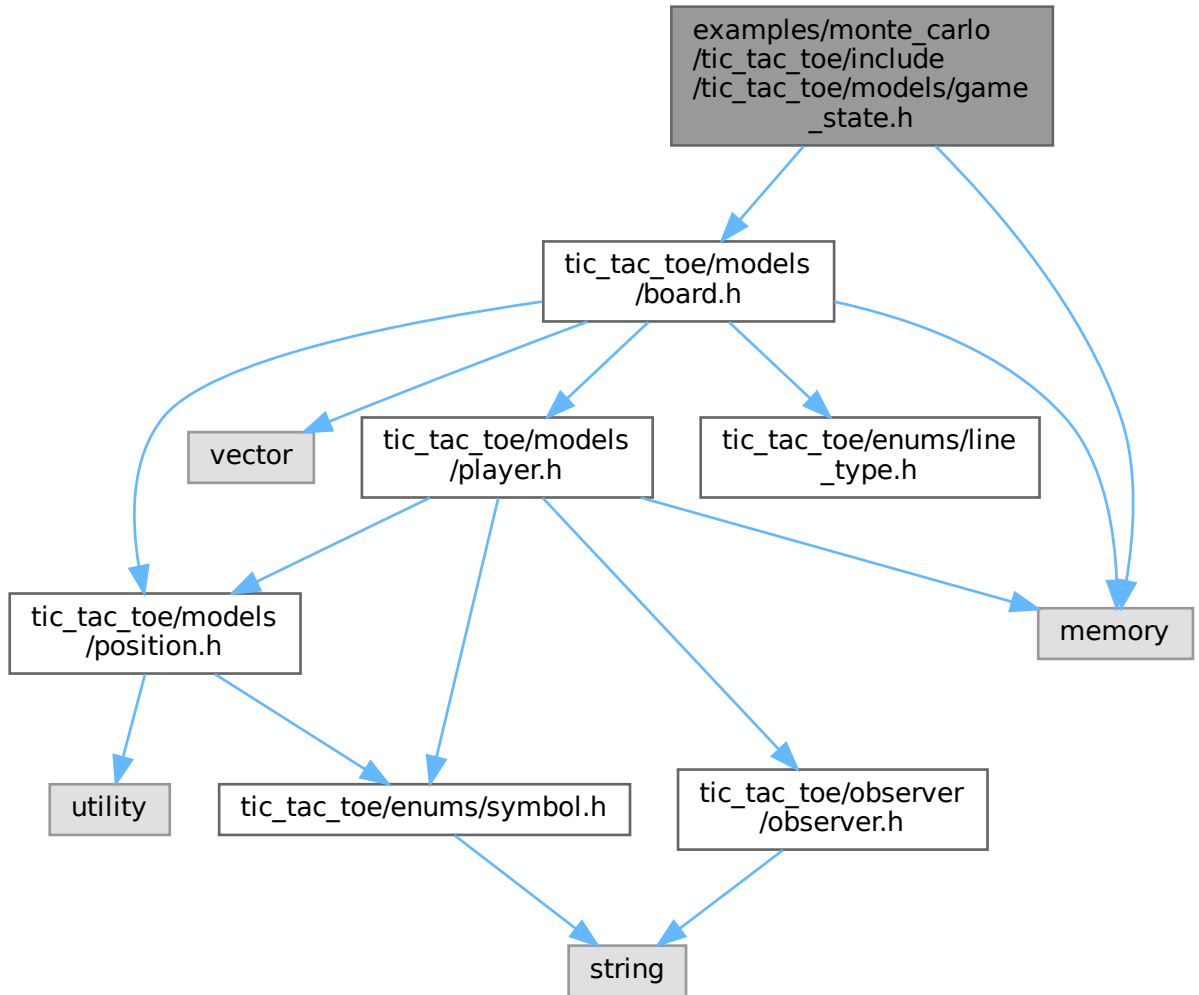 examples/monte_carlo
/tic_tac_toe/include
/tic_tac_toe/models/game
_state.h
tic_tac_toe/models
/board.h
vector
tic_tac_toe/models
/player.h
tic_tac_toe/enums/line
_type.h
tic_tac_toe/models
/position.h
memory
utility
tic_tac_toe/enums/symbol.h
tic_tac_toe/observer
/observer.h
string